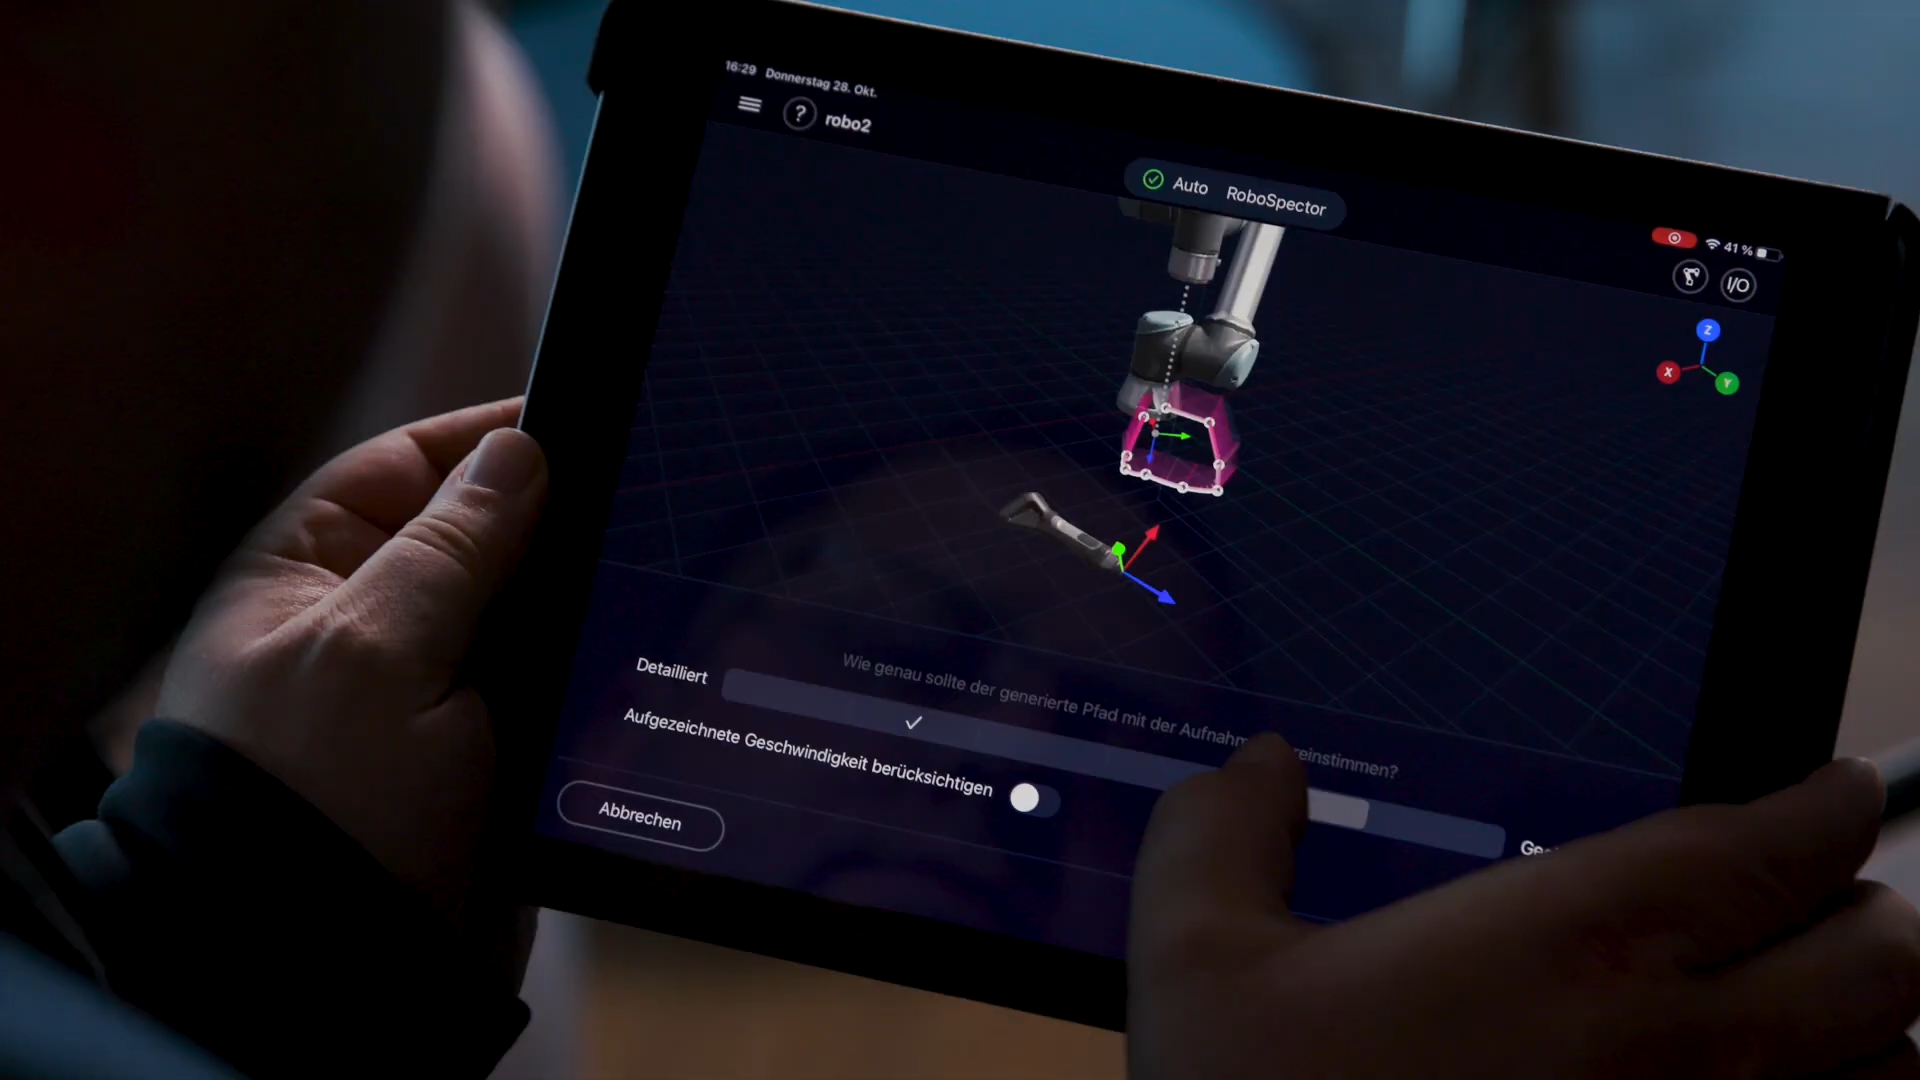 16:29 Donnerstag 28. Okt.
? robo2
Auto RoboSpector
41 %
I/O
Z
X
Y
Wie genau sollte der generierte Pfad mit der Aufnahm reinstimmen?
Detailliert
Aufgezeichnete Geschwindigkeit berücksichtigen
Abbrechen